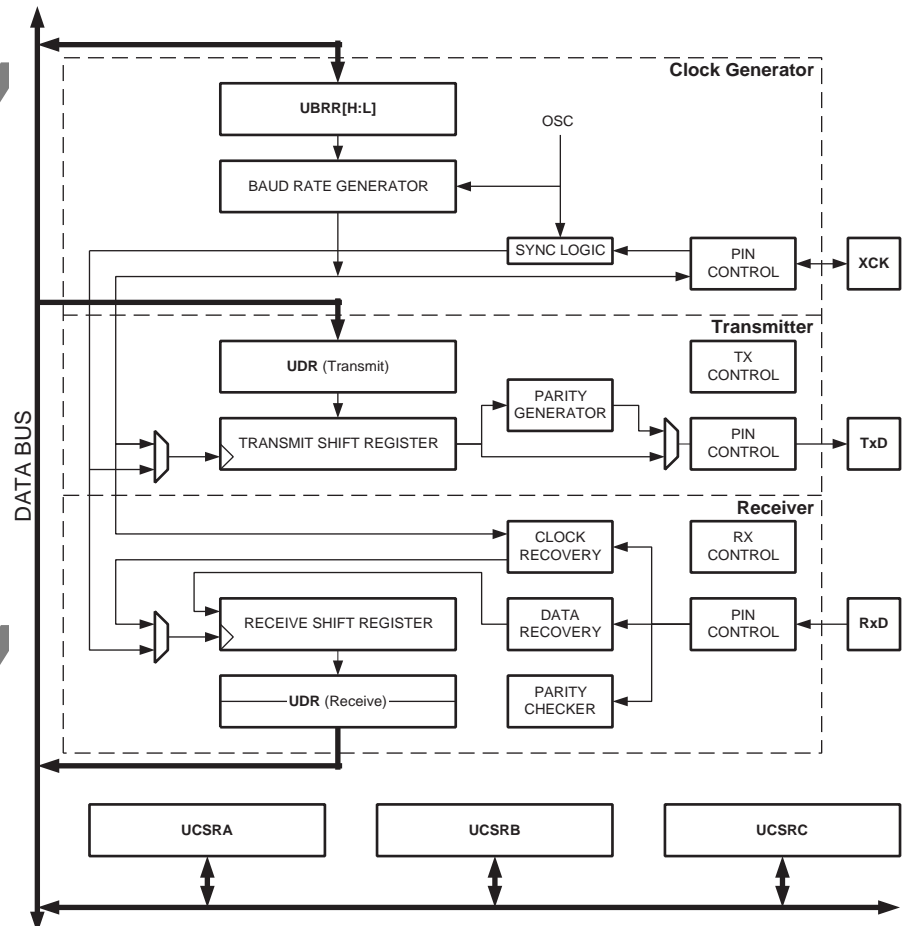 Clock Generator
UBRR[H:L]
OSC
BAUD RATE GENERATOR
SYNC LOGIC
PIN
CONTROL
XCK
Transmitter
UDR (Transmit)
TX
CONTROL
PARITY
GENERATOR
TRANSMIT SHIFT REGISTER
PIN
CONTROL
TxD
DATA BUS
Receiver
CLOCK
RECOVERY
RX
CONTROL
RECEIVE SHIFT REGISTER
DATA
RECOVERY
PIN
CONTROL
RxD
UDR (Receive)
PARITY
CHECKER
UCSRA
UCSRB
UCSRC